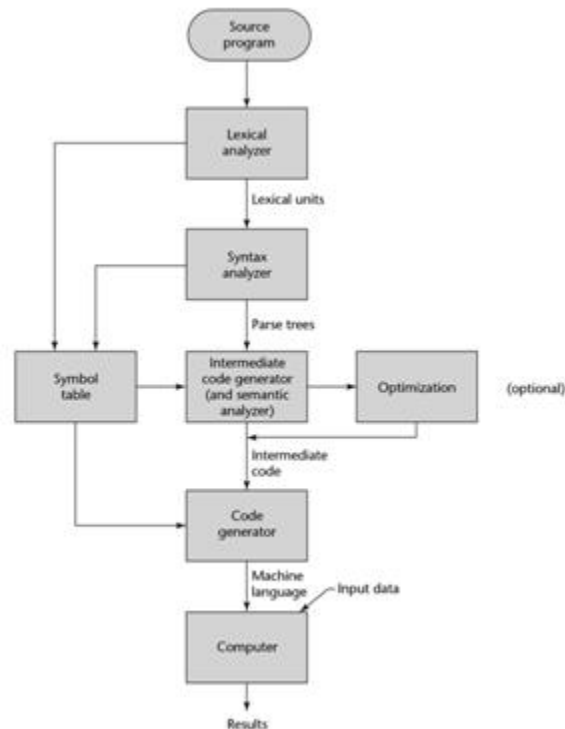 Source
program
Lexical
analyzer
Lexical units
Syntax
analyzer
Parse trees
Symbol
table
Intermediate
code generator
(and semantic
analyzer)
Optimization
(optional)
Intermediate
code
Code
generator
Machine
language
Input data
Computer
Results